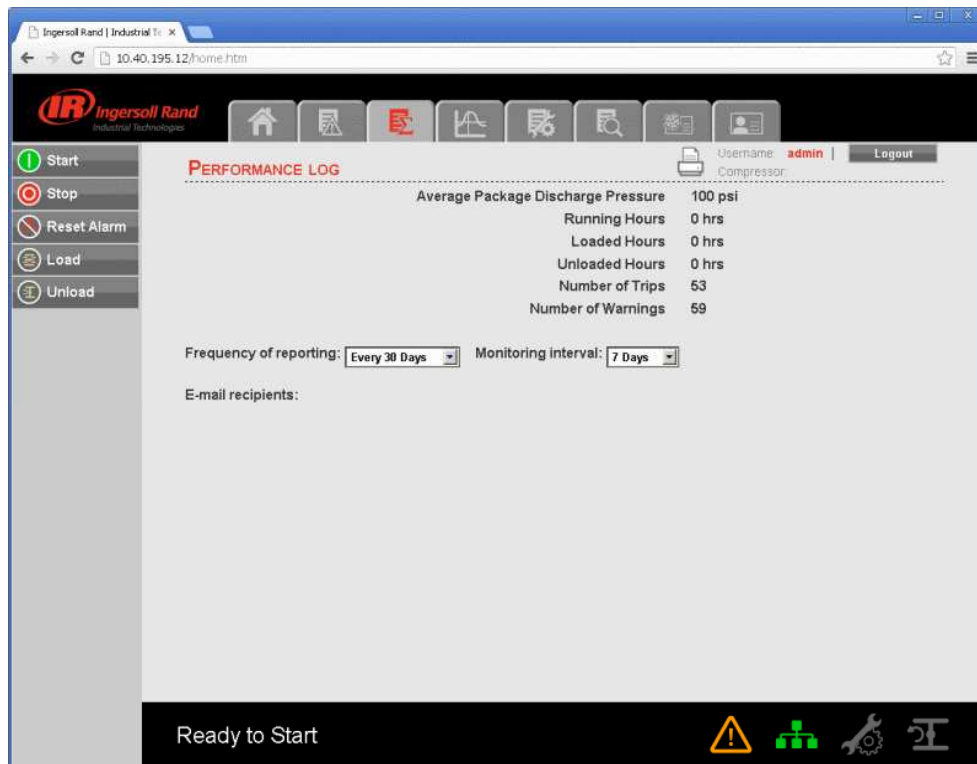 Ingersoll Rand | Industrial Te
10.40.195.12/home.htm
IR Ingersoll Rand
Industrial Technologies
Start
Stop
Reset Alarm
Load
Unload
PERFORMANCE LOG
Username: admin | Logout
Compressor:
Average Package Discharge Pressure 100 psi
Running Hours 0 hrs
Loaded Hours 0 hrs
Unloaded Hours 0 hrs
Number of Trips 53
Number of Warnings 59
Frequency of reporting: Every 30 Days Monitoring interval: 7 Days
E-mail recipients:
Ready to Start